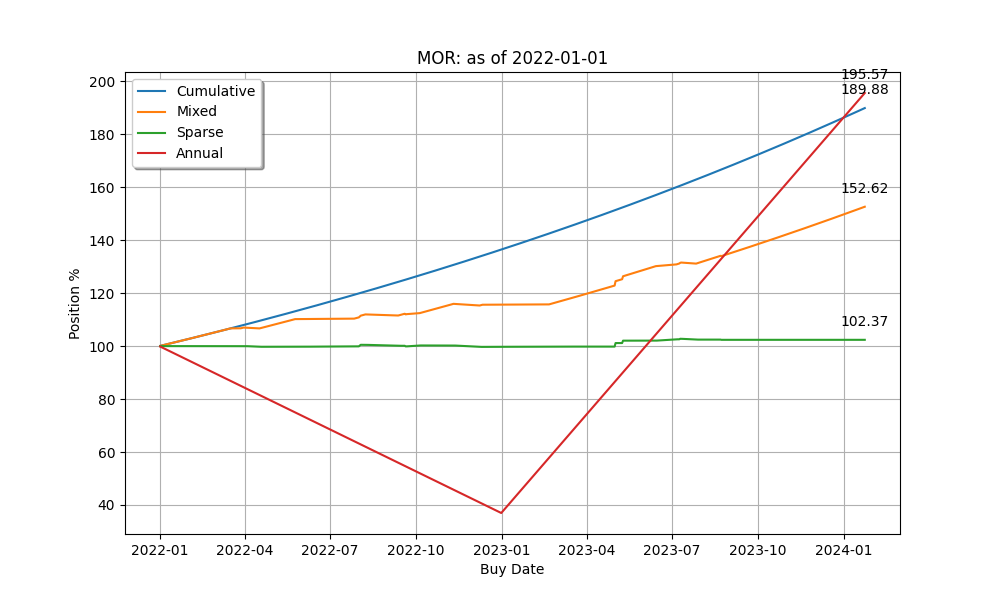 MOR: as of 2022-01-01
195.57
189.88
152.62
102.37
Cumulative
Mixed
Sparse
Annual
Position %
200
180
160
140
120
100
80
60
40
2022-01 2022-04 2022-07 2022-10 2023-01 2023-04 2023-07 2023-10 2024-01
Buy Date